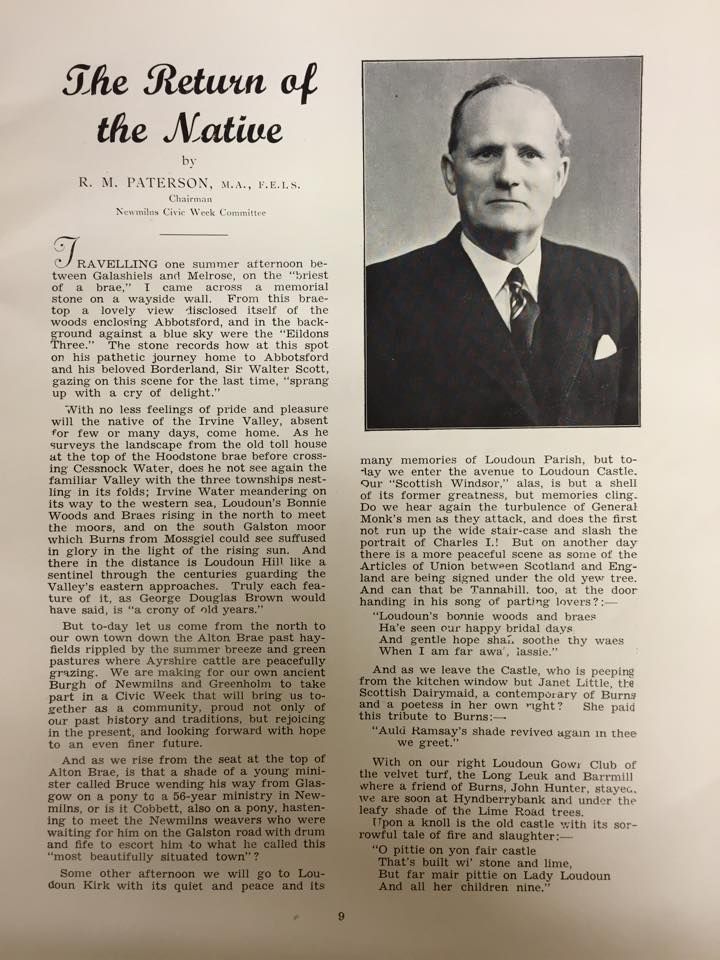 The Return of
the Native
by
R. M. PATERSON, M.A., F.E.I.S.
Chairman
Newmilns Civic Week Committee
TRAVELLING one summer afternoon be-
tween Galashiels and Melrose, on the "briest
of a brae," I came across a memorial
stone on a wayside wall. From this brae-
top a lovely view disclosed itself of the
woods enclosing Abbotsford, and in the back-
ground against a blue sky were the "Eildons
Three." The stone records how at this spot
on his pathetic journey home to Abbotsford
and his beloved Borderland, Sir Walter Scott,
gazing on this scene for the last time, "sprang
up with a cry of delight."
With no less feelings of pride and pleasure
will the native of the Irvine Valley, absent
for few or many days, come home. As he
surveys the landscape from the old toll house
at the top of the Hoodstone brae before cross-
ing Cessnock Water, does he not see again the
familiar Valley with the three townships nest-
ling in its folds; Irvine Water meandering on
its way to the western sea, Loudoun's Bonnie
Woods and Braes rising in the north to meet
the moors, and on the south Galston moor
which Burns from Mossgiel could see suffused
in glory in the light of the rising sun. And
there in the distance is Loudoun Hill like a
sentinel through the centuries guarding the
Valley's eastern approaches. Truly each fea-
ture of it, as George Douglas Brown would
have said, is "a crony of old years."
But to-day let us come from the north to
our own town down the Alton Brae past hay-
fields rippled by the summer breeze and green
pastures where Ayrshire cattle are peacefully
grazing. We are making for our own ancient
Burgh of Newmilns and Greenholm to take
part in a Civic Week that will bring us to-
gether as a community, proud not only of
our past history and traditions, but rejoicing
in the present, and looking forward with hope
to an even finer future.
And as we rise from the seat at the top of
Alton Brae, is that a shade of a young mini-
ster called Bruce wending his way from Glas-
gow on a pony to a 56-year ministry in New-
milns, or is it Cobbett, also on a pony, hasten-
ing to meet the Newmilns weavers who were
waiting for him on the Galston road with drum
and fife to escort him to what he called this
"most beautifully situated town"?
Some other afternoon we will go to Lou-
doun Kirk with its quiet and peace and its
many memories of Loudoun Parish, but to-
day we enter the avenue to Loudoun Castle.
Our "Scottish Windsor," alas, is but a shell
of its former greatness, but memories cling.
Do we hear again the turbulence of General
Monk's men as they attack, and does the first
not run up the wide stair-case and slash the
portrait of Charles I.! But on another day
there is a more peaceful scene as some of the
Articles of Union between Scotland and Eng-
land are being signed under the old yew tree.
And can that be Tannahill, too, at the door
handing in his song of parting lovers?:—
"Loudoun's bonnie woods and braes
Ha'e seen our happy bridal days
And gentle hope shall soothe thy waes
When I am far awa', lassie."
And as we leave the Castle, who is peeping
from the kitchen window but Janet Little, the
Scottish Dairymaid, a contemporary of Burns
and a poetess in her own right? She paid
this tribute to Burns:—
"Auld Ramsay's shade revived again in thee
we greet."
With on our right Loudoun Gowf Club of
the velvet turf, the Long Leuk and Barrmill
where a friend of Burns, John Hunter, stayed,
we are soon at Hyndberrybank and under the
leafy shade of the Lime Road trees.
Upon a knoll is the old castle with its sor-
rowful tale of fire and slaughter:—
"O pittie on yon fair castle
That's built wi' stone and lime,
But far mair pittie on Lady Loudoun
And all her children nine."
9